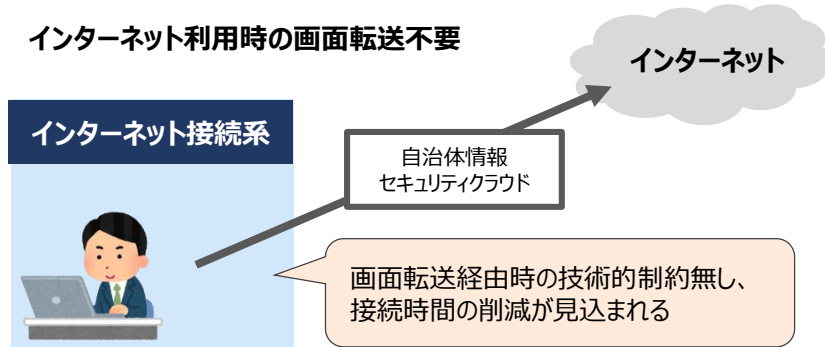 インターネット利用時の画面転送不要
インターネット
インターネット接続系
自治体情報
セキュリティクラウド
画面転送経由時の技術的制約無し、
接続時間の削減が見込まれる